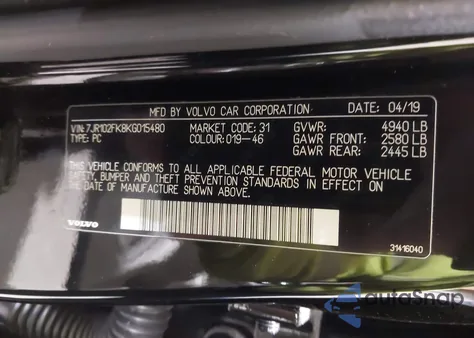 MFD. BY VOLVO CAR CORPORATION DATE: 04/19
VIN: 7JR102FKBKG015480 MARKET CODE: 31 GVWR: 4940 LB
TYPE: PC COLOUR: 019-46 GAWR FRONT: 2580 LB
GAWR REAR: 2445 LB
THIS VEHICLE CONFORMS TO ALL APPLICABLE FEDERAL MOTOR VEHICLE
SAFETY, BUMPER AND THEFT PREVENTION STANDARDS IN EFFECT ON
THE DATE OF MANUFACTURE SHOWN ABOVE.
VOLVO
31416040
autoSnap